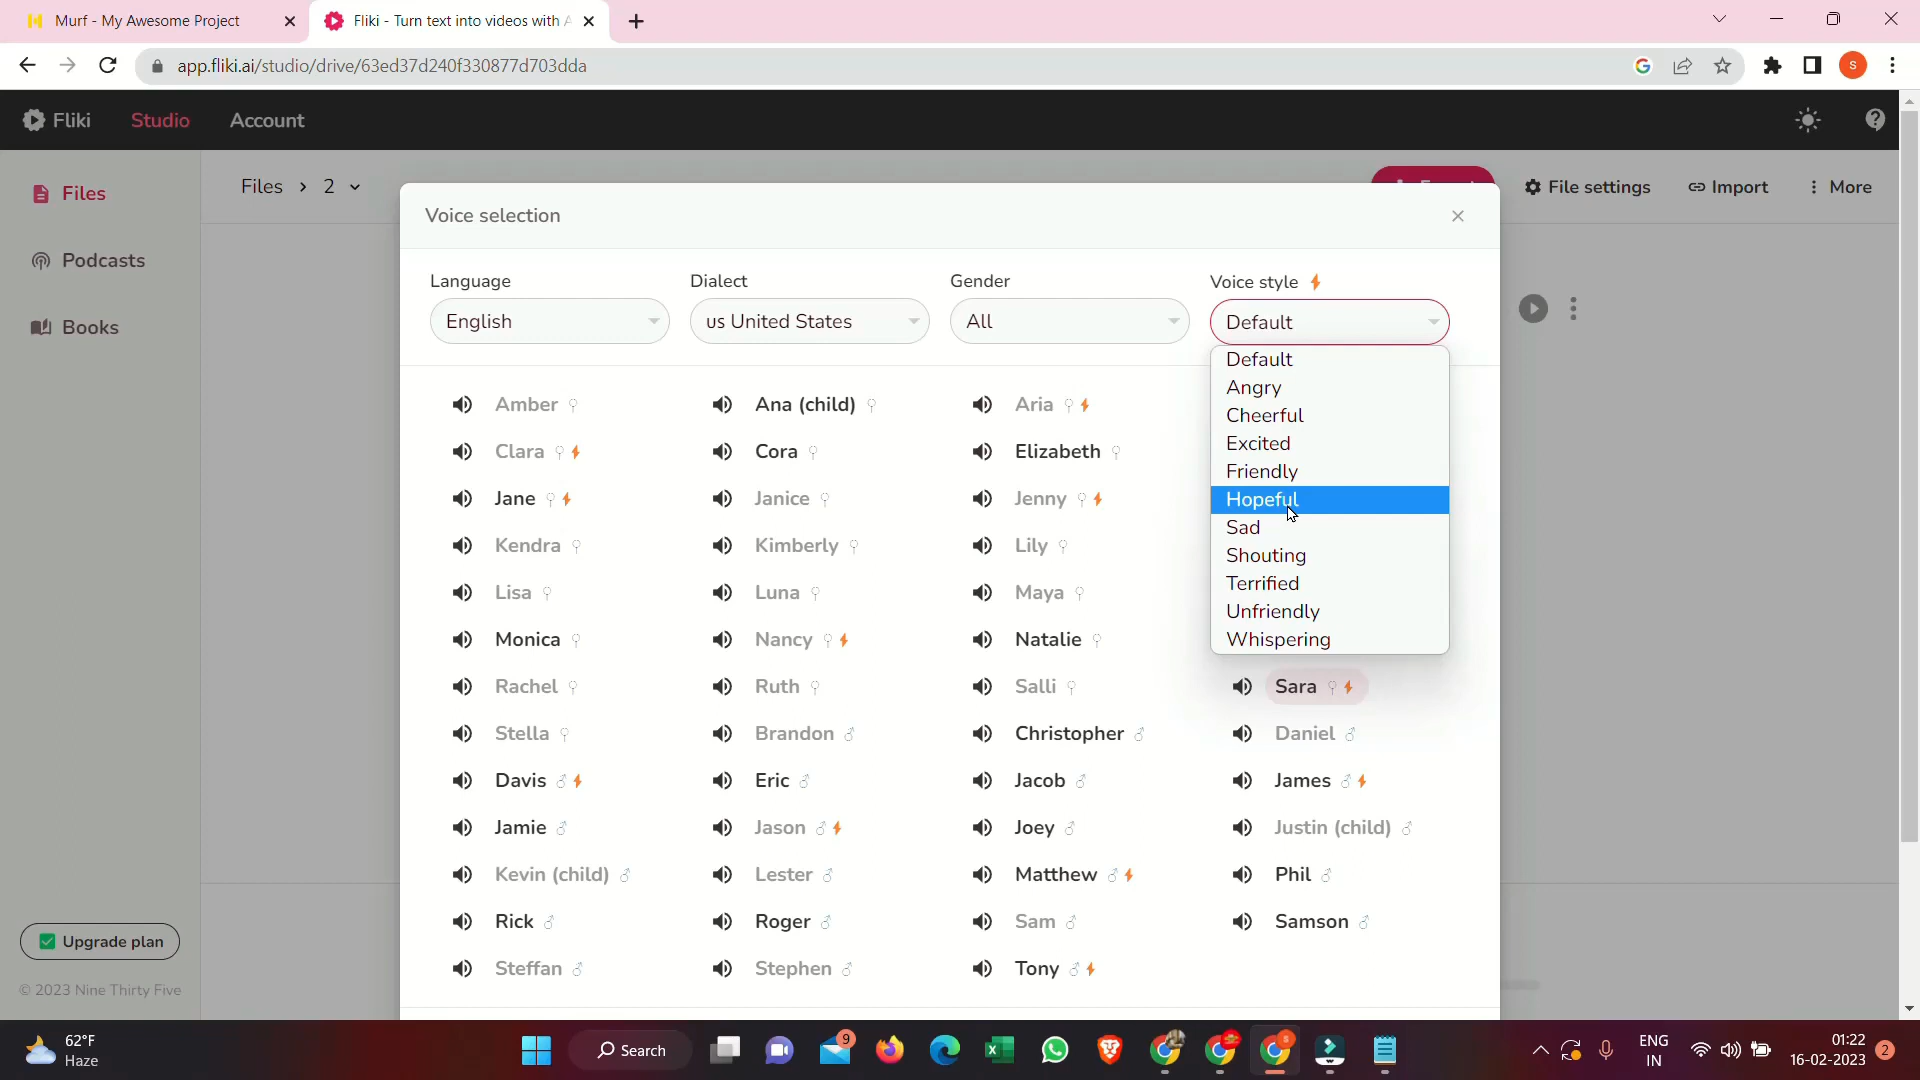 Murf - My Awesome Project
Fliki - Turn text into videos with A
app.fliki.ai/studio/drive/63ed37d240f330877d703dda
S
Fliki
Studio
Account
Files
Podcasts
Books
Files > 2
File settings
Import
More
Voice selection
Language
Dialect
Gender
Voice style
English
us United States
All
Default
Default
Angry
Cheerful
Excited
Friendly
Hopeful
Sad
Shouting
Terrified
Unfriendly
Whispering
Amber
Ana (child)
Aria
Clara
Cora
Elizabeth
Jane
Janice
Jenny
Kendra
Kimberly
Lily
Lisa
Luna
Maya
Monica
Nancy
Natalie
Rachel
Ruth
Salli
Sara
Stella
Brandon
Christopher
Daniel
Davis
Eric
Jacob
James
Jamie
Jason
Joey
Justin (child)
Kevin (child)
Lester
Matthew
Phil
Rick
Roger
Sam
Samson
Steffan
Stephen
Tony
Upgrade plan
© 2023 Nine Thirty Five
62°F
Haze
Search
9
ENG
IN
01:22
16-02-2023
2